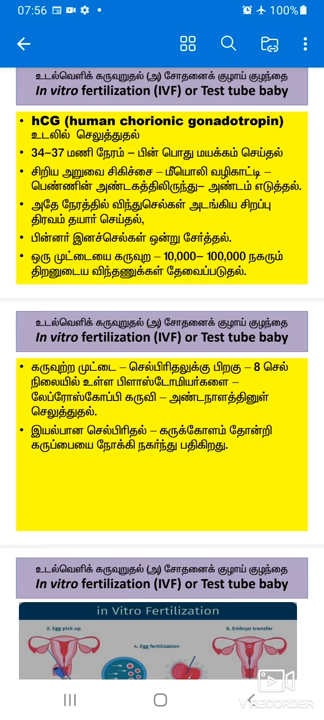 07:56
100%
உடல்வெளிக் கருவுறுதல் (அ) சோதனைக் குழாய் குழந்தை
In vitro fertilization (IVF) or Test tube baby
• hCG (human chorionic gonadotropin)
உடலில் செலுத்துதல்
• 34-37 மணி நேரம் – பின் பொது மயக்கம் செய்தல்
• சிறிய அறுவை சிகிச்சை – மீயொலி வழிகாட்டி –
பெண்ணின் அண்டகத்திலிருந்து– அண்டம் எடுத்தல்.
• அதே நேரத்தில் விந்துசெல்கள் அடங்கிய சிறப்பு
திரவம் தயார் செய்தல்,
• பின்னர் இனச்செல்கள் ஒன்று சேர்த்தல்.
• ஒரு முட்டையை கருவுற – 10,000– 100,000 நகரும்
திறனுடைய விந்தணுக்கள் தேவைப்படுதல்.
உடல்வெளிக் கருவுறுதல் (அ) சோதனைக் குழாய் குழந்தை
In vitro fertilization (IVF) or Test tube baby
• கருவுற்ற முட்டை – செல்பிரிதலுக்கு பிறகு – 8 செல்
நிலையில் உள்ள பிளாஸ்டோமியர்களை –
லேப்ரோஸ்கோப்பி கருவி – அண்டநாளத்தினுள்
செலுத்துதல்.
• இயல்பான செல்பிரிதல் – கருக்கோளம் தோன்றி
கருப்பையை நோக்கி நகர்ந்து பதிகிறது.
உடல்வெளிக் கருவுறுதல் (அ) சோதனைக் குழாய் குழந்தை
In vitro fertilization (IVF) or Test tube baby
in Vitro Fertilization
2. Egg pick up
4. Egg fertilization
6. Embryo transfer
V RECORDER